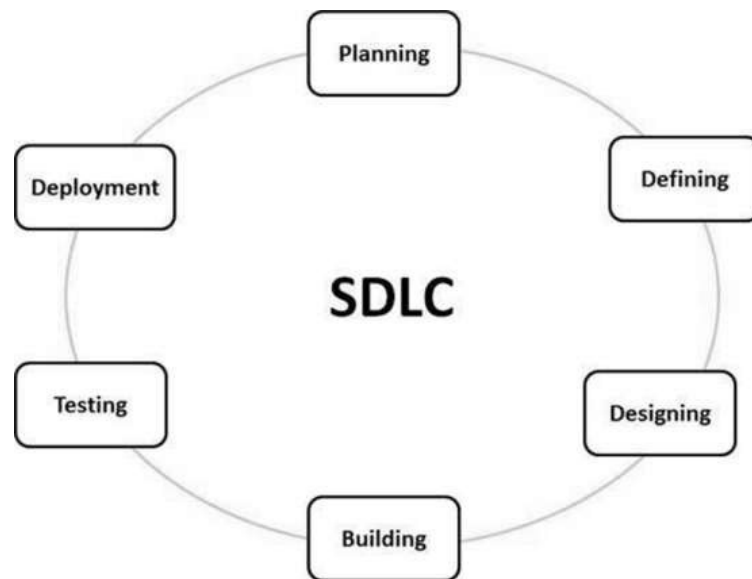 Planning
Defining
Designing
Building
Testing
Deployment
SDLC